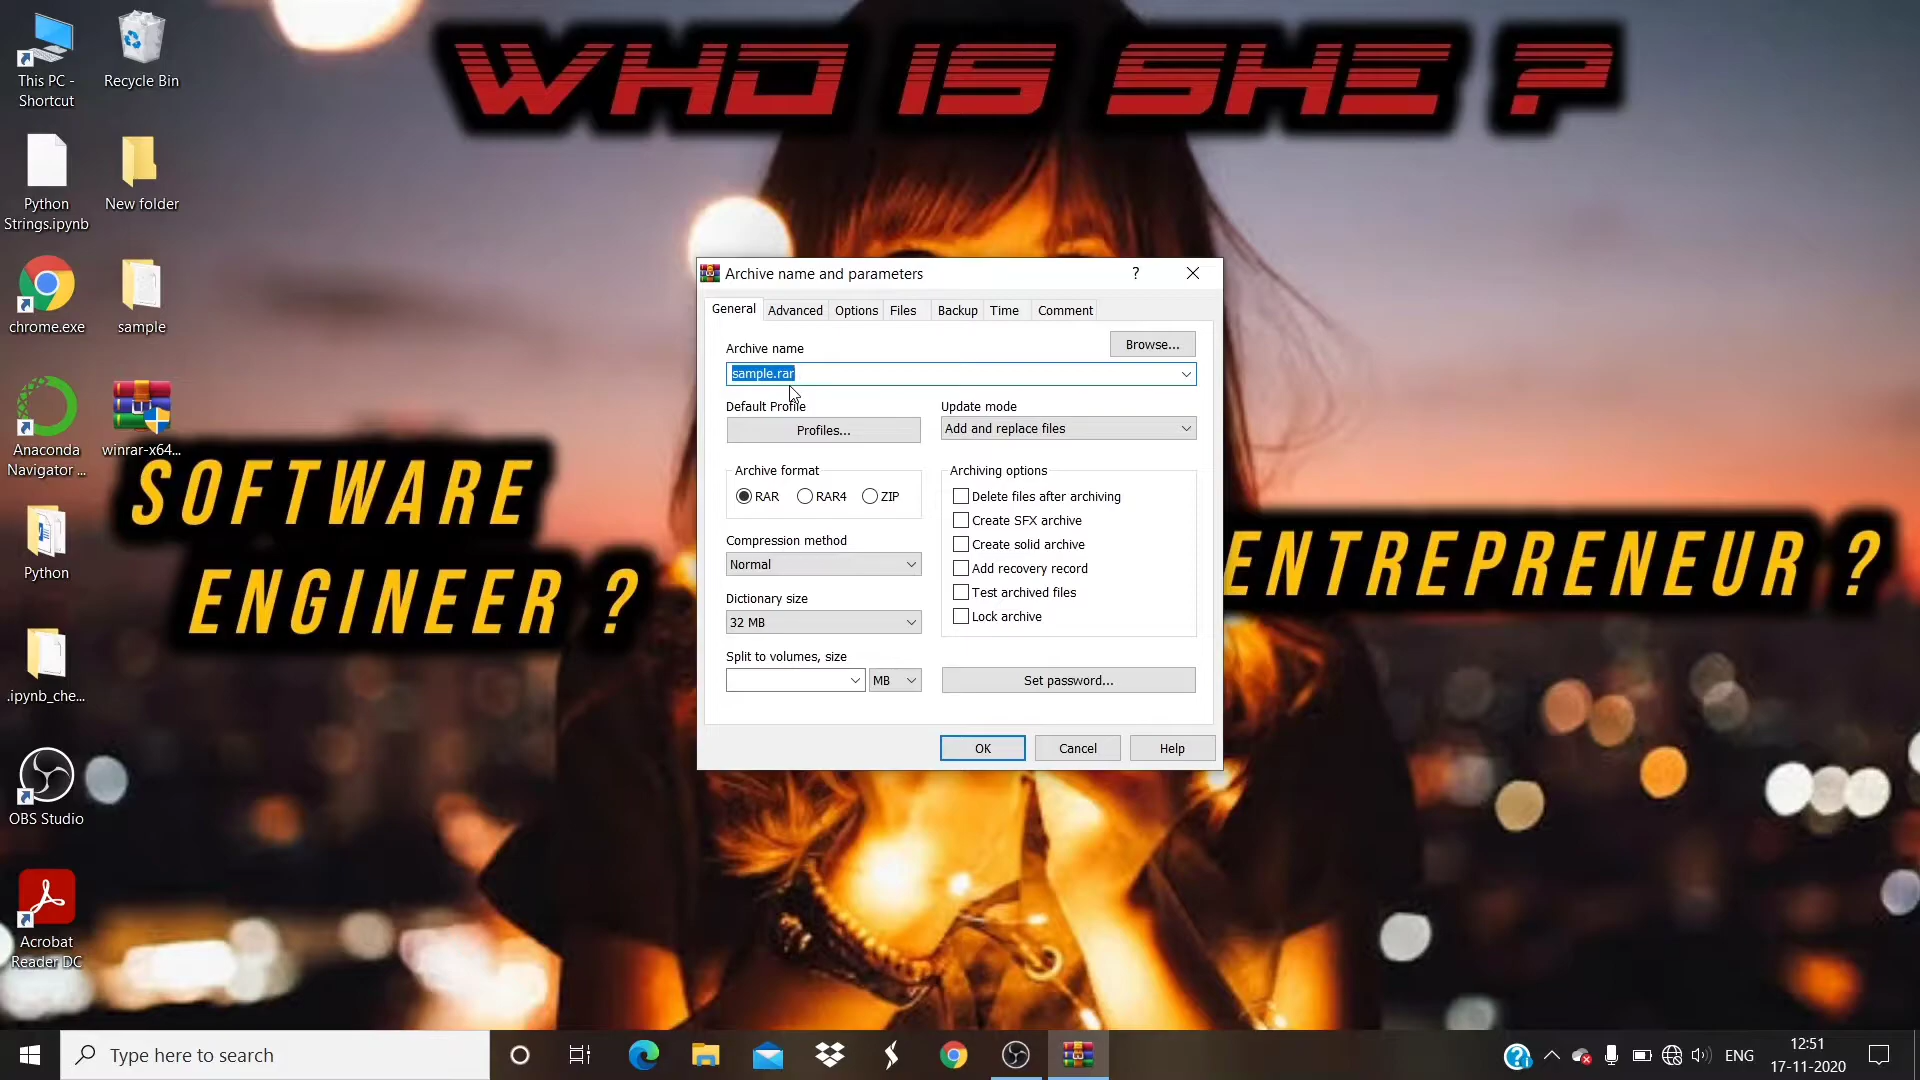 WHO IS SHE ?
This PC -
Shortcut
Recycle Bin
Python
Strings.ipynb
New folder
chrome.exe
sample
Anaconda
Navigator ...
winrar-x64...
Python
.ipynb_che...
OBS Studio
Acrobat
Reader DC
SOFTWARE
ENGINEER ?
ENTREPRENEUR ?
Archive name and parameters
?
General
Advanced
Options
Files
Backup
Time
Comment
Archive name
Browse...
sample.rar
Default Profile
Profiles...
Update mode
Add and replace files
Archive format
RAR
RAR4
ZIP
Compression method
Normal
Dictionary size
32 MB
Split to volumes, size
MB
Archiving options
Delete files after archiving
Create SFX archive
Create solid archive
Add recovery record
Test archived files
Lock archive
Set password...
OK
Cancel
Help
Type here to search
ENG
12:51
17-11-2020